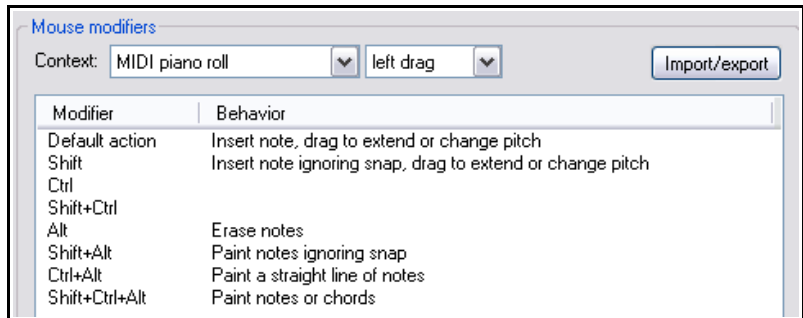 Mouse modifiers
Context: MIDI piano roll left drag Import/export
Modifier Behavior
Default action Insert note, drag to extend or change pitch
Shift Insert note ignoring snap, drag to extend or change pitch
Ctrl
Shift+Ctrl
Alt Erase notes
Shift+Alt Paint notes ignoring snap
Ctrl+Alt Paint a straight line of notes
Shift+Ctrl+Alt Paint notes or chords